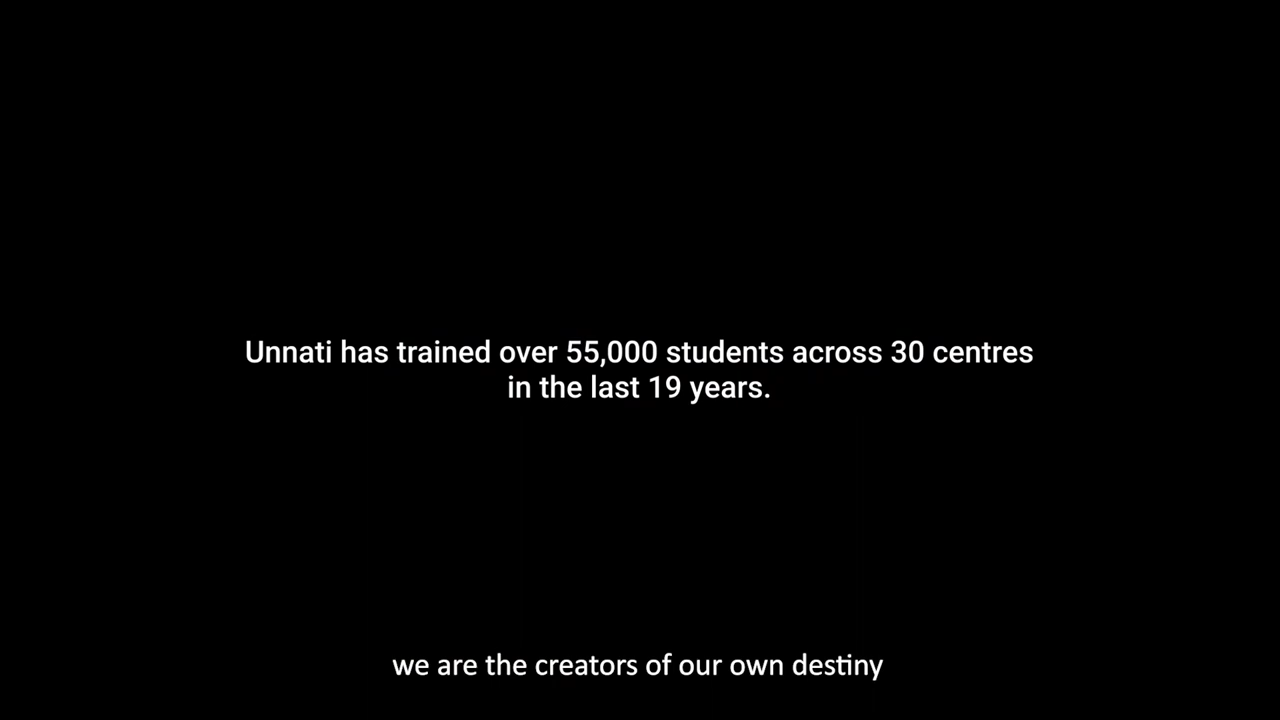 Unnati has trained over 55,000 students across 30 centres
in the last 19 years.
we are the creators of our own destiny